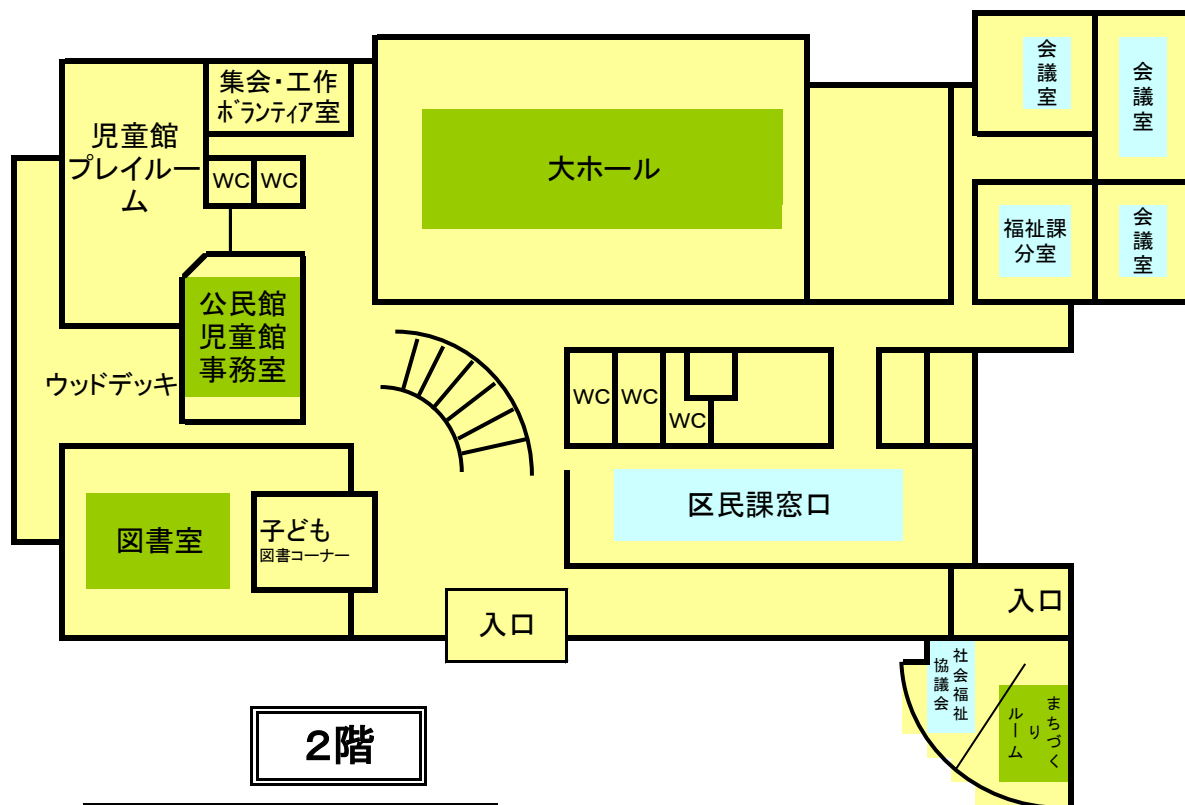 集会・工作
ボランティア室
児童館
プレイルー
ム
WC
WC
大ホール
会議室
会議室
福祉課
分室
会議室
公民館
児童館
事務室
ウッドデッキ
WC
WC
WC
図書室
子ども
図書コーナー
区民課窓口
入口
入口
社会福祉
協議会
まちづく
り
ルーム
2階